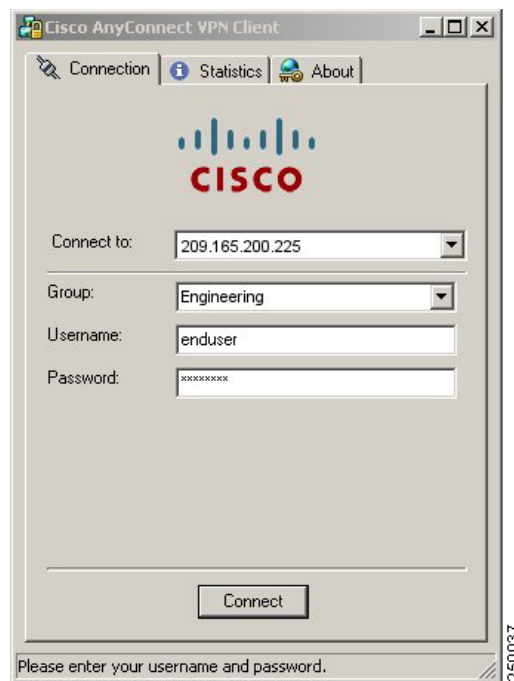 Cisco AnyConnect VPN Client
Connection Statistics About
CISCO
Connect to: 209.165.200.225
Group: Engineering
Username: enduser
Password: ********
Connect
Please enter your username and password.
250037